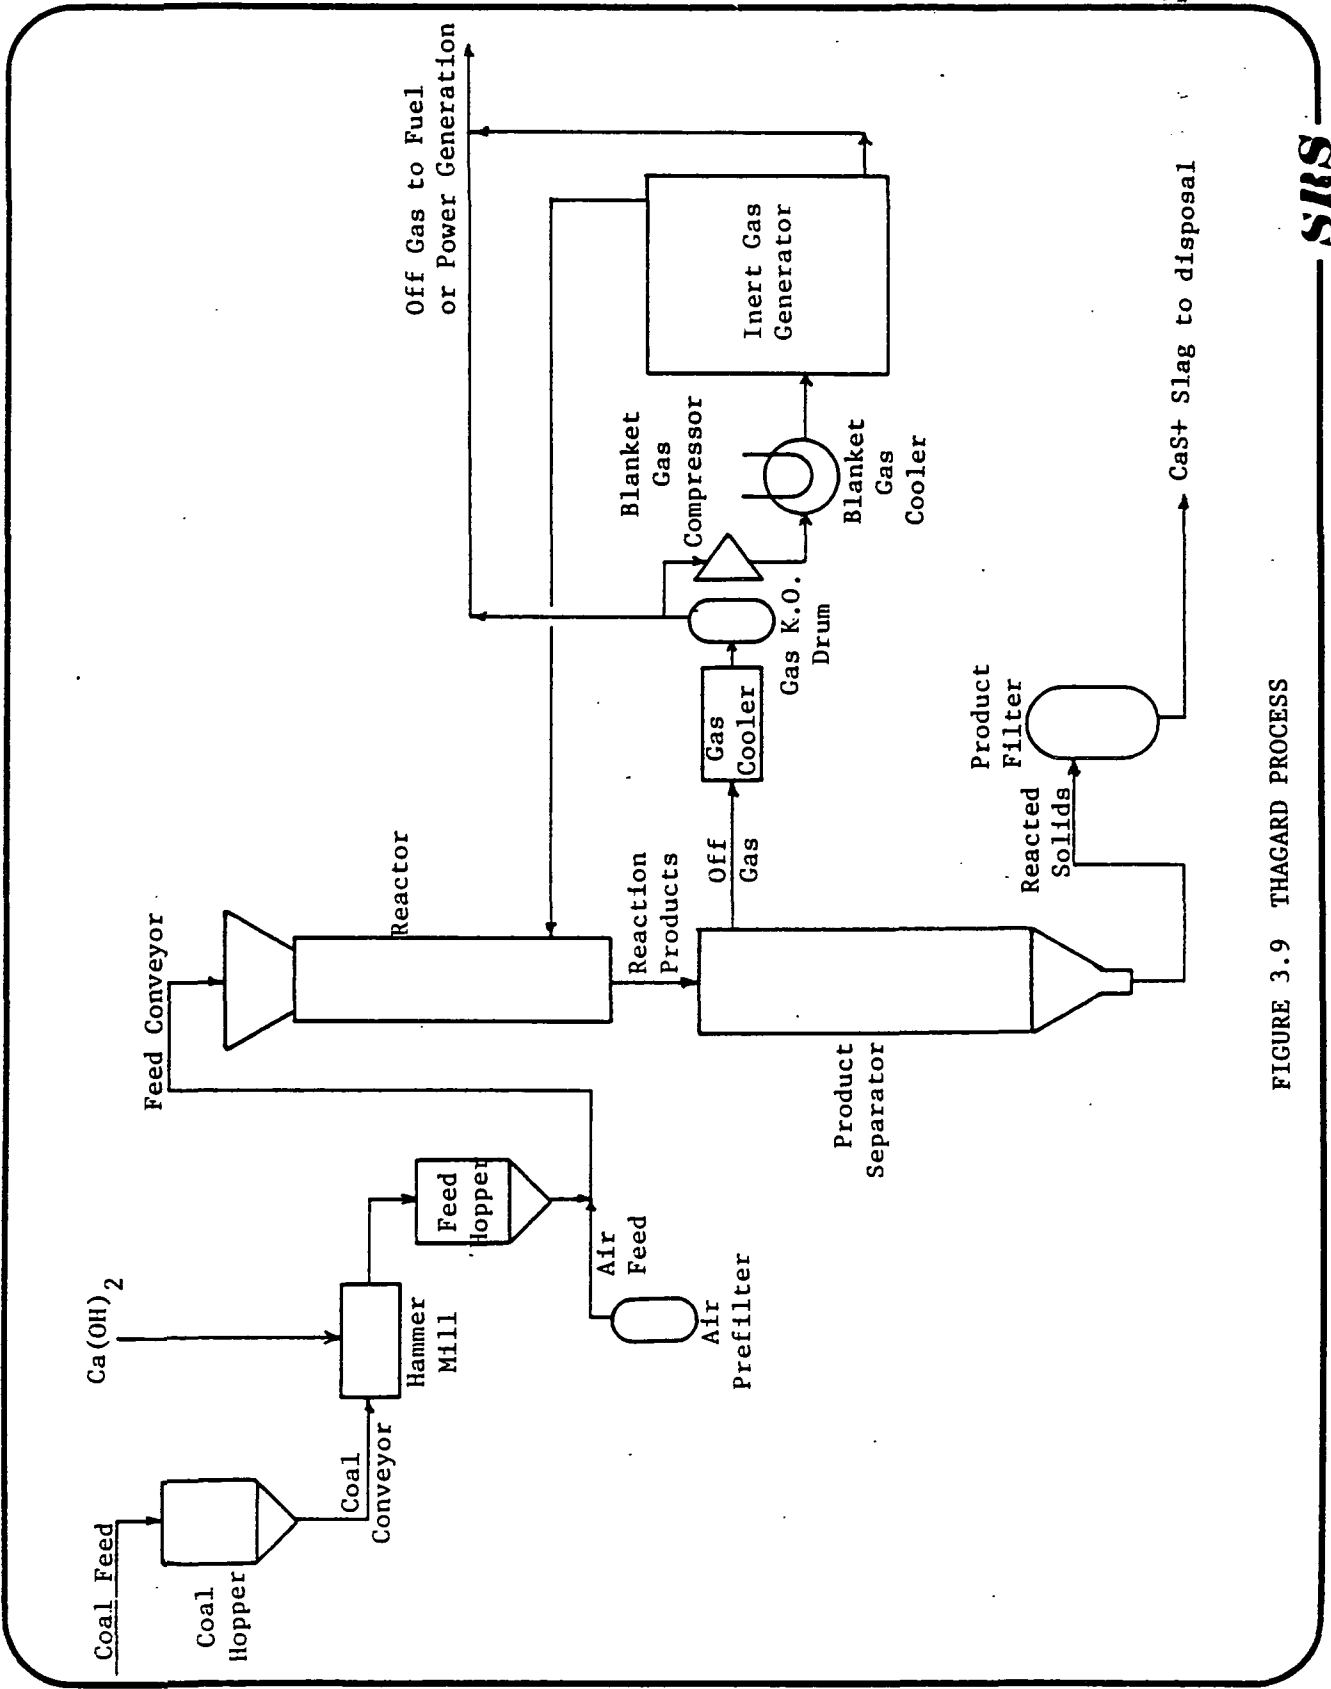 Coal Feed
Coal
Hopper
Coal
Conveyor
Ca(OH)2
Hammer
Mill
Feed
Hopper
Air
Feed
Air
Prefilter
Feed Conveyor
Reactor
Reaction
Products
Product
Separator
Off
Gas
Gas
Cooler
Gas K.O.
Drum
Blanket
Gas
Compressor
Blanket
Gas
Cooler
Inert Gas
Generator
Off Gas to Fuel
or Power Generation
Reacted
Solids
Product
Filter
CaS+ Slag to disposal
FIGURE 3.9 THAGARD PROCESS
SRS